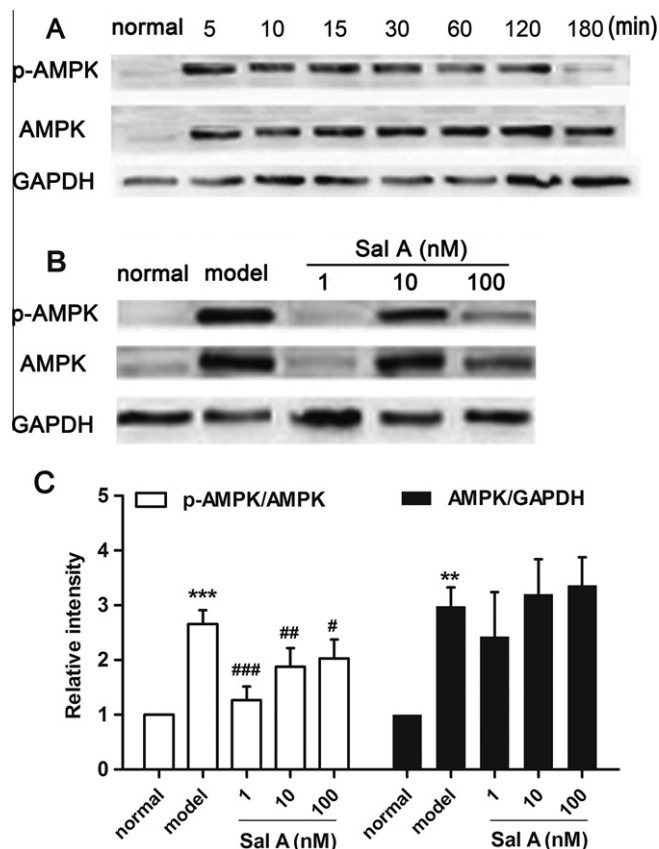 A
normal 5 10 15 30 60 120 180 (min)
p-AMPK
AMPK
GAPDH
B
Sal A (nM)
normal model 1 10 100
p-AMPK
AMPK
GAPDH
C
p-AMPK/AMPK AMPK/GAPDH
Relative intensity
5
4
3
2
1
0
*** ### ## # **
normal model 1 10 100 normal model 1 10 100
Sal A (nM) Sal A (nM)